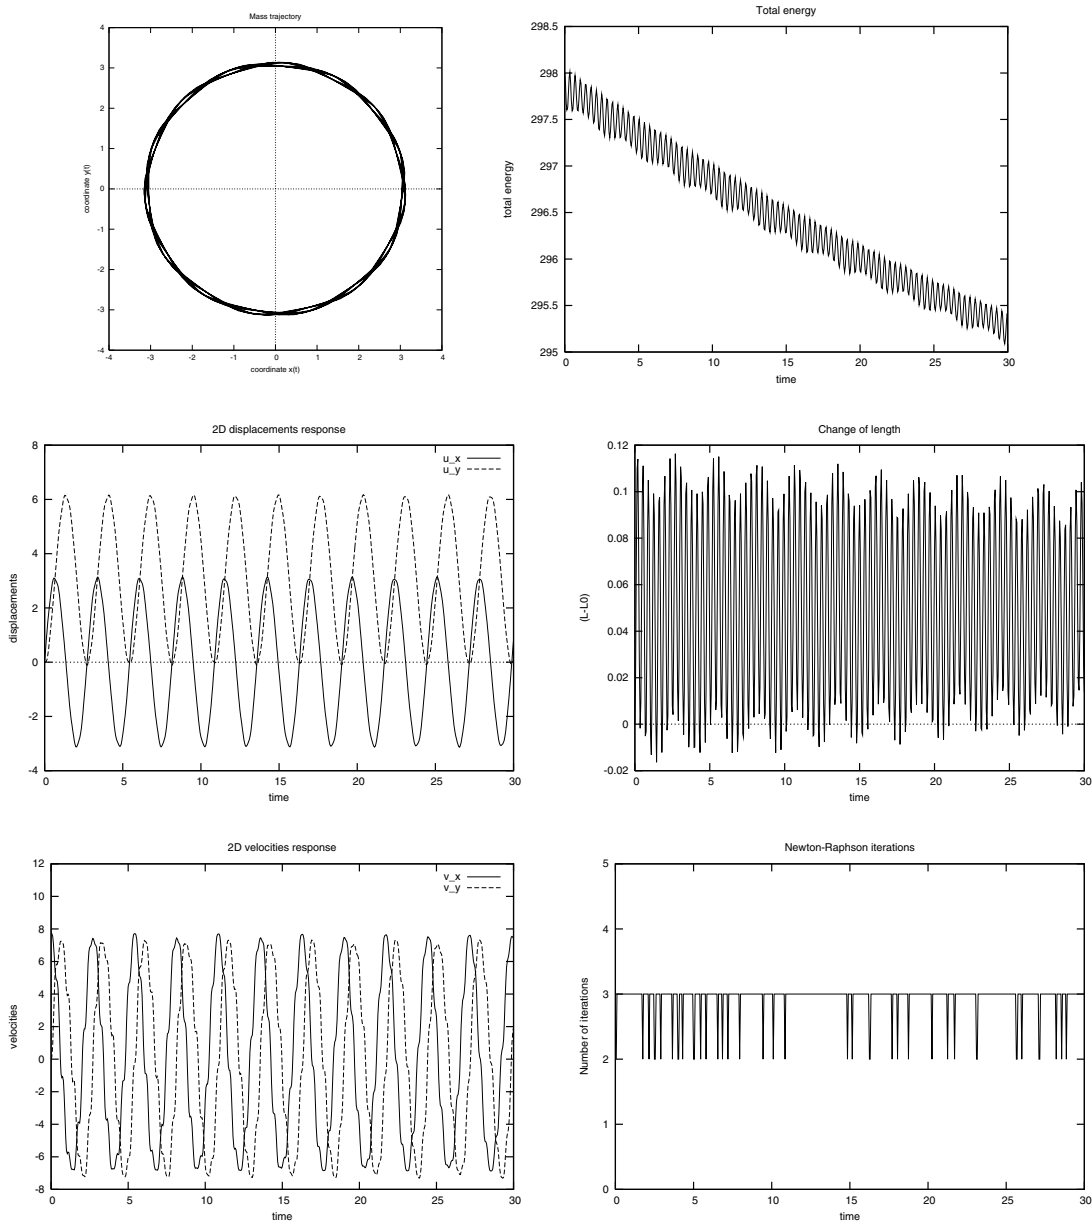 Mass trajectory
4
3
2
1
0
-1
-2
-3
-4
coordinate y(t)
-4 -3 -2 -1 0 1 2 3 4
coordinate x(t)
Total energy
298.5
298
297.5
297
296.5
296
295.5
295
total energy
0 5 10 15 20 25 30
time
2D displacements response
8
6
4
2
0
-2
-4
displacements
u_x
u_y
0 5 10 15 20 25 30
time
Change of length
0.12
0.1
0.08
0.06
0.04
0.02
0
-0.02
(L-L0)
0 5 10 15 20 25 30
time
2D velocities response
12
10
8
6
4
2
0
-2
-4
-6
-8
velocities
v_x
v_y
0 5 10 15 20 25 30
time
Newton-Raphson iterations
5
4
3
2
1
0
Number of iterations
0 5 10 15 20 25 30
time